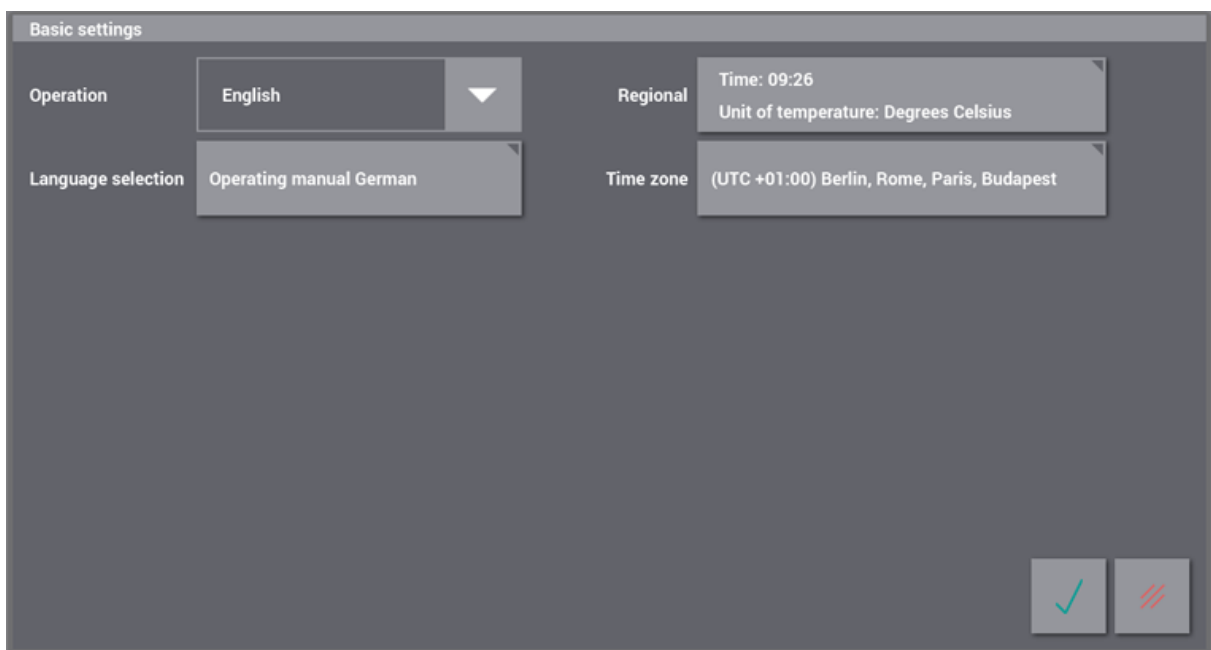 Basic settings
Operation
English
Regional
Time: 09:26
Unit of temperature: Degrees Celsius
Language selection
Operating manual German
Time zone
(UTC +01:00) Berlin, Rome, Paris, Budapest